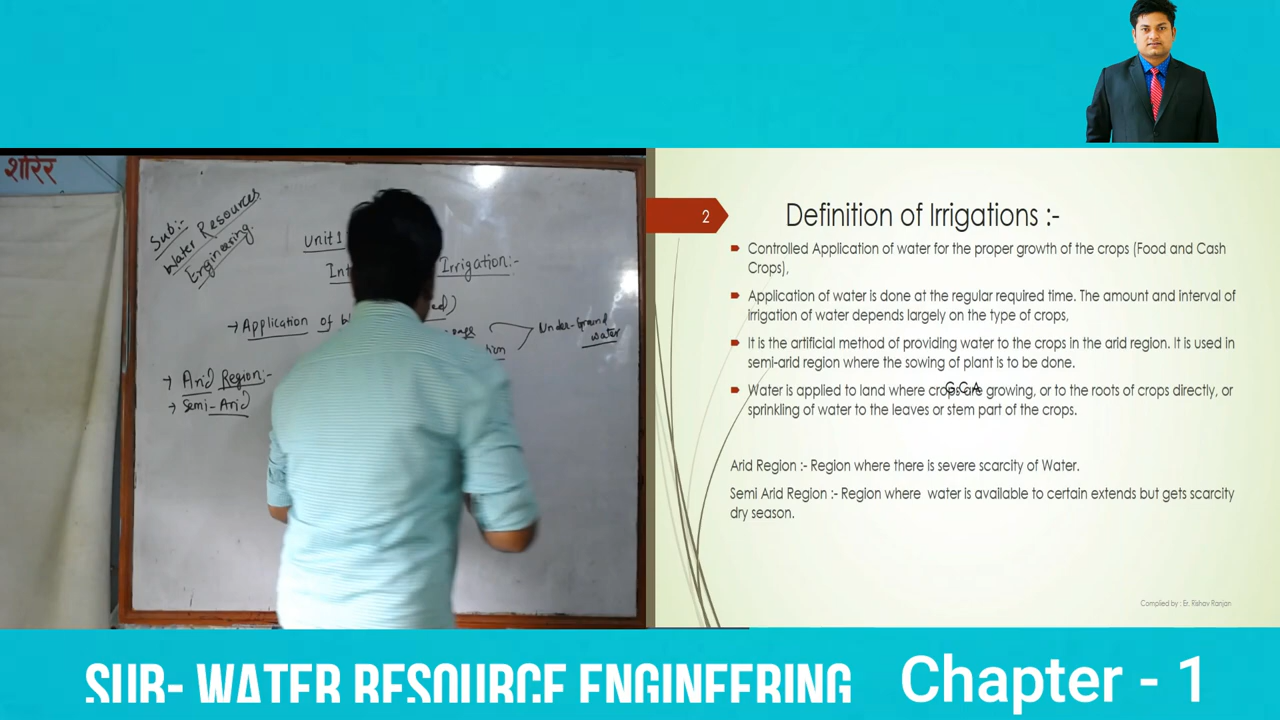 शरिर
Sub:-
Water Resources
Engineering.
Unit 1
Int
Irrigation:-
ed)
→ Application of W
Under-Ground
water
tion
→ Arid Region:-
→ Semi-Arid
2
Definition of Irrigations :-
Controlled Application of water for the proper growth of the crops (Food and Cash
Crops),
Application of water is done at the regular required time. The amount and interval of
irrigation of water depends largely on the type of crops,
It is the artificial method of providing water to the crops in the arid region. It is used in
semi-arid region where the sowing of plant is to be done.
Water is applied to land where crops are growing, or to the roots of crops directly, or
G.C.A
sprinkling of water to the leaves or stem part of the crops.
Arid Region :- Region where there is severe scarcity of Water.
Semi Arid Region :- Region where water is available to certain extends but gets scarcity
dry season.
Complied by : Er. Rishav Ranjan
SUB- WATER RESOURCE ENGINEERING
Chapter - 1